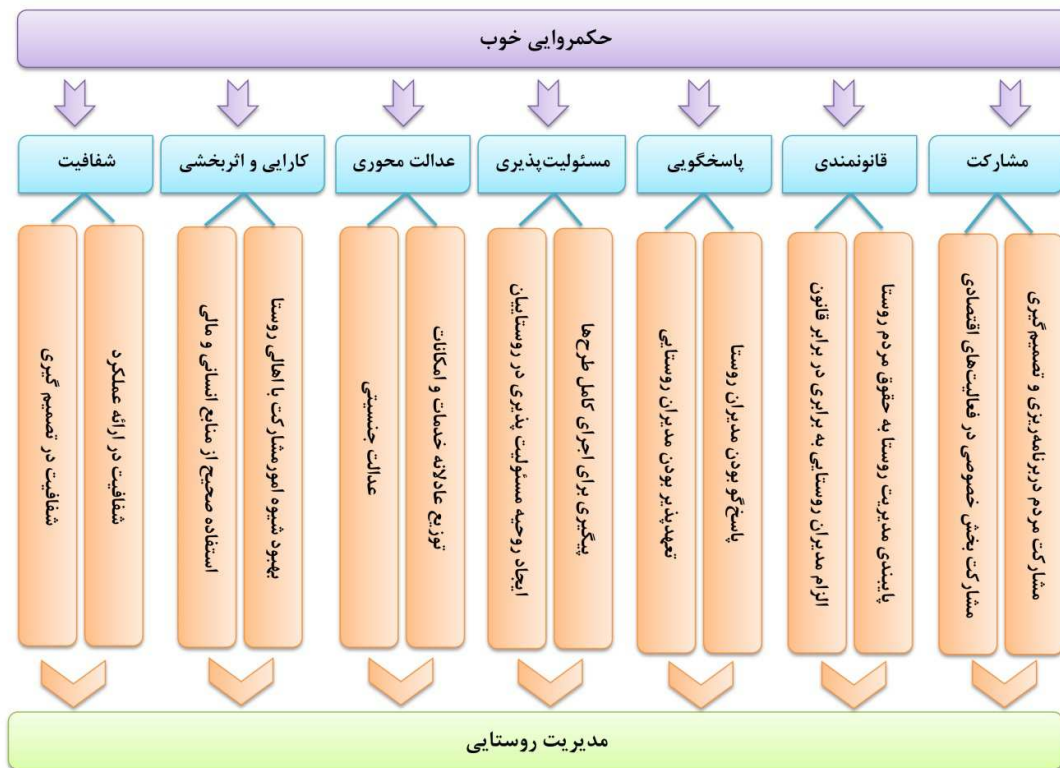 حکمروایی خوب
مشارکت
قانونمندی
پاسخگویی
مسئولیت‌پذیری
عدالت محوری
کارایی و اثربخشی
شفافیت
مشارکت مردم دربرنامه‌ریزی و تصمیم‌گیری
مشارکت بخش خصوصی در فعالیت‌های اقتصادی
پایبندی مدیریت روستا به حقوق مردم روستا
الزام مدیران روستایی به برابری در برابر قانون
پاسخ‌گو بودن مدیران روستا
تعهدپذیر بودن مدیران روستایی
پیگیری برای اجرای کامل طرح‌ها
ایجاد روحیه مسئولیت پذیری در روستاییان
توزیع عادلانه خدمات و امکانات
عدالت جنسیتی
بهبود شیوه امورمشارکت با اهالی روستا
استفاده صحیح از منابع انسانی و مالی
شفافیت در ارائه عملکرد
شفافیت در تصمیم گیری
مدیریت روستایی